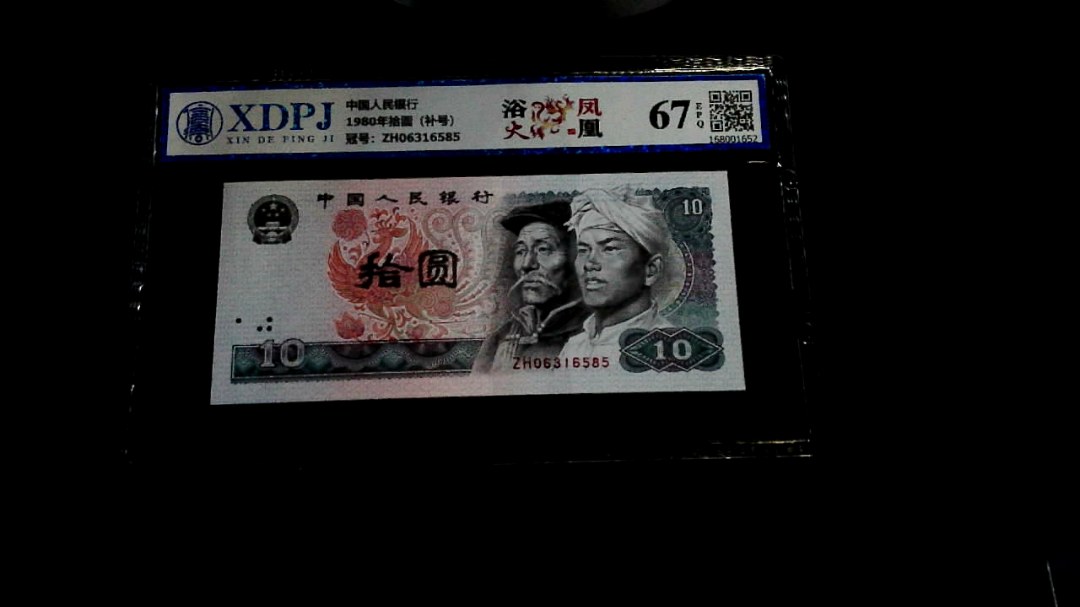 XDPJ
XIN DE PING JI
中国人民银行
1980年拾圆（补号）
冠号：ZH06316585
浴火
凤凰
67
EPQ
168001652
中国人民银行
10
拾圆
10
ZH06316585
10